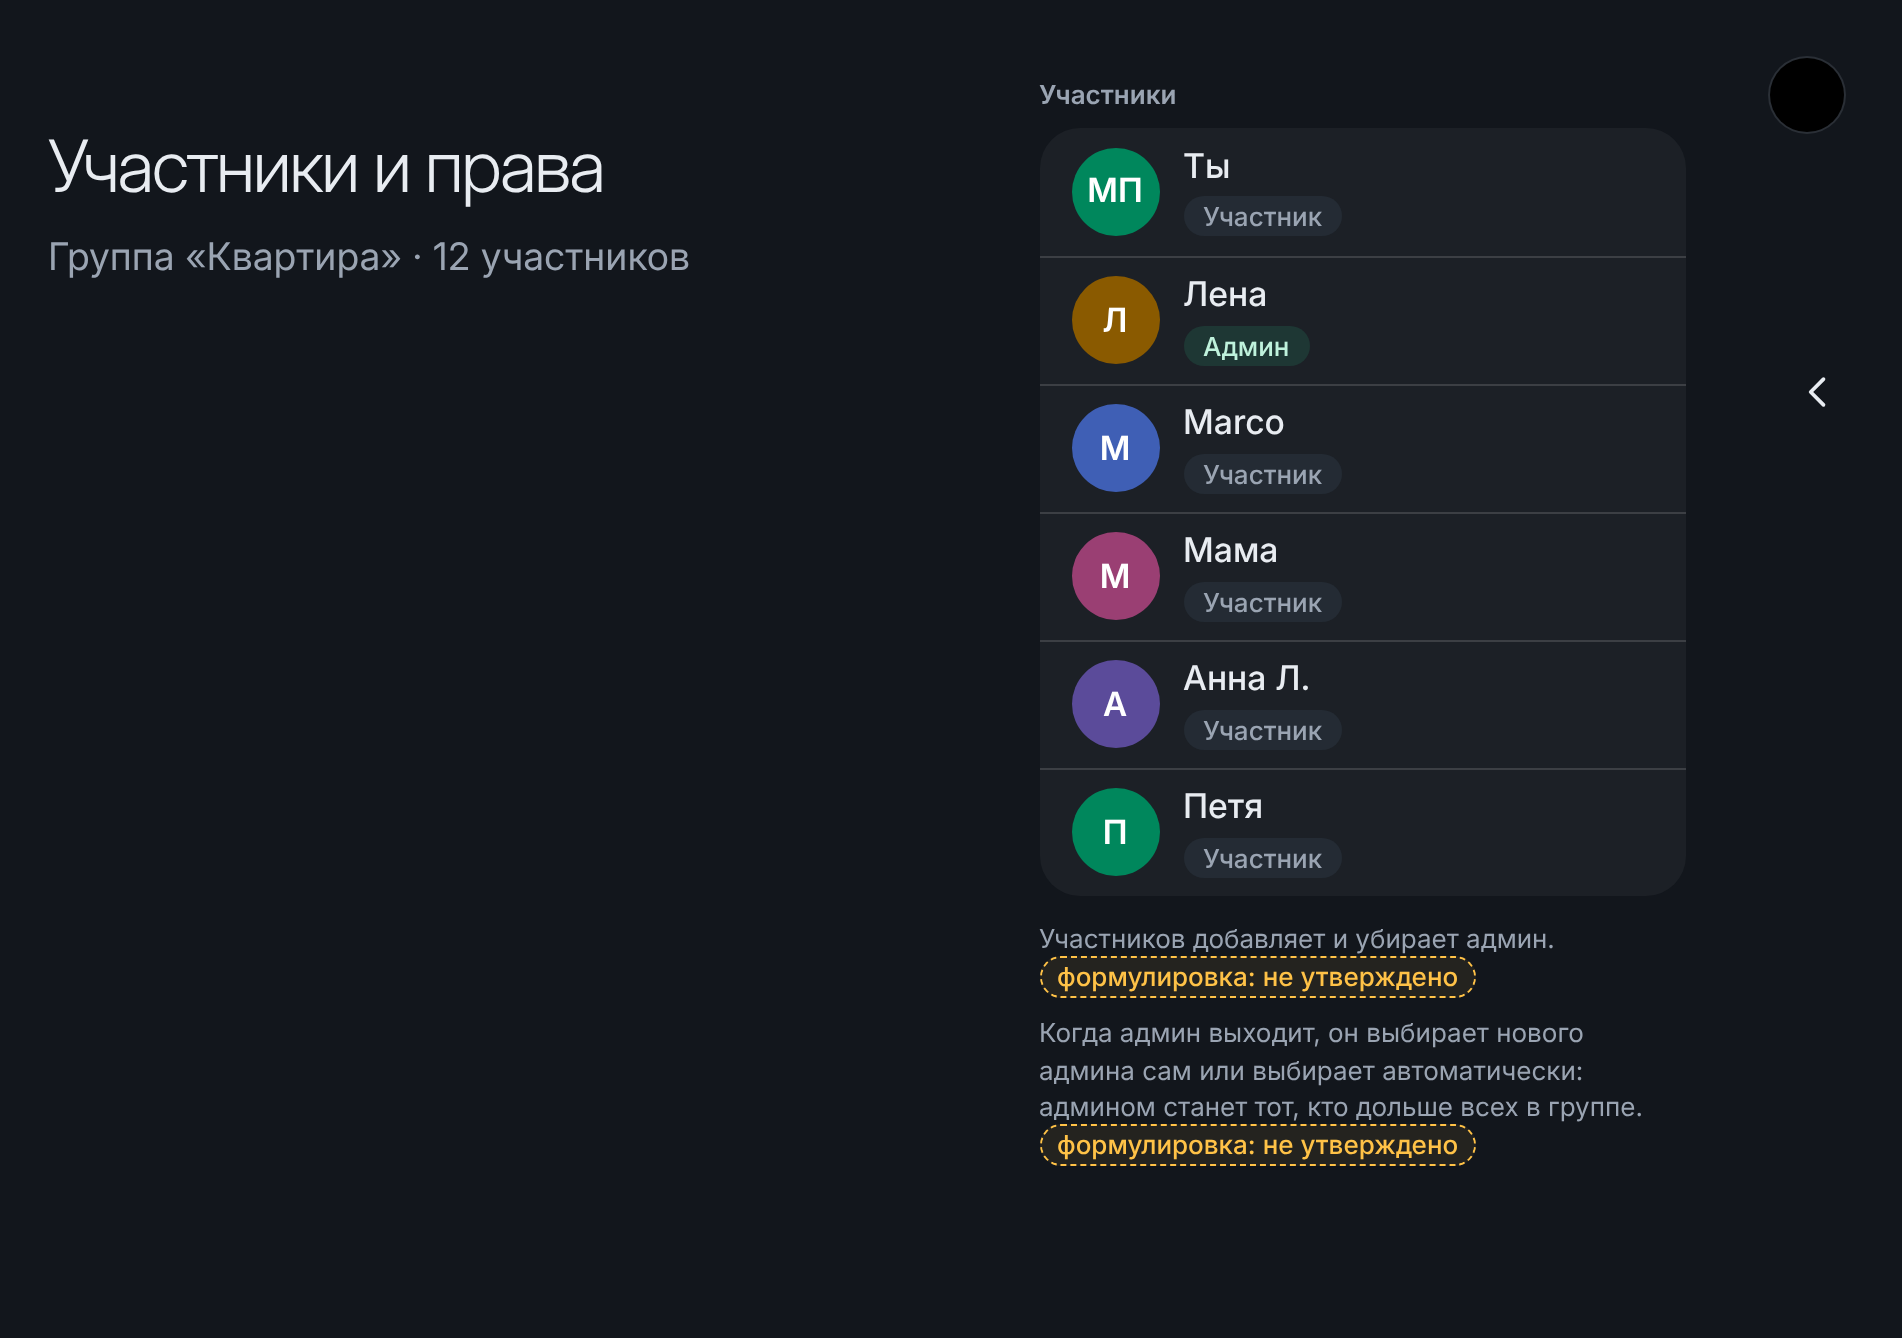 Участники и права
Группа «Квартира» · 12 участников
Участники
МП
Ты
Участник
Л
Лена
Админ
M
Marco
Участник
М
Мама
Участник
А
Анна Л.
Участник
П
Петя
Участник
Участников добавляет и убирает админ.
формулировка: не утверждено
Когда админ выходит, он выбирает нового
админа сам или выбирает автоматически:
админом станет тот, кто дольше всех в группе.
формулировка: не утверждено